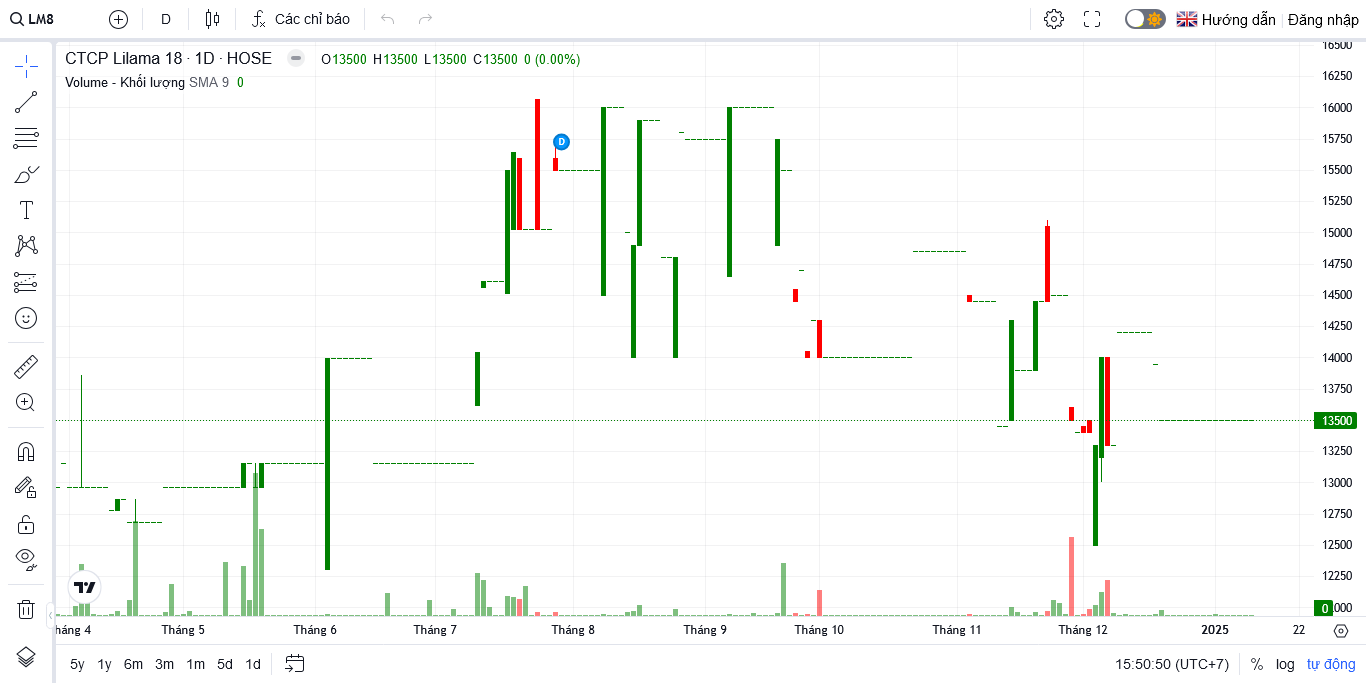 LM8
D
Các chỉ báo
Hướng dẫn
Đăng nhập
CTCP Lilama 18 · 1D · HOSE
O13500 H13500 L13500 C13500 0 (0.00%)
Volume - Khối lượng SMA 9 0
D
16500
16250
16000
15750
15500
15250
15000
14750
14500
14250
14000
13750
13500
13250
13000
12750
12500
12250
0
000
háng 4
Tháng 5
Tháng 6
Tháng 7
Tháng 8
Tháng 9
Tháng 10
Tháng 11
Tháng 12
2025
22
5y 1y 6m 3m 1m 5d 1d
15:50:50 (UTC+7)
% log tự động